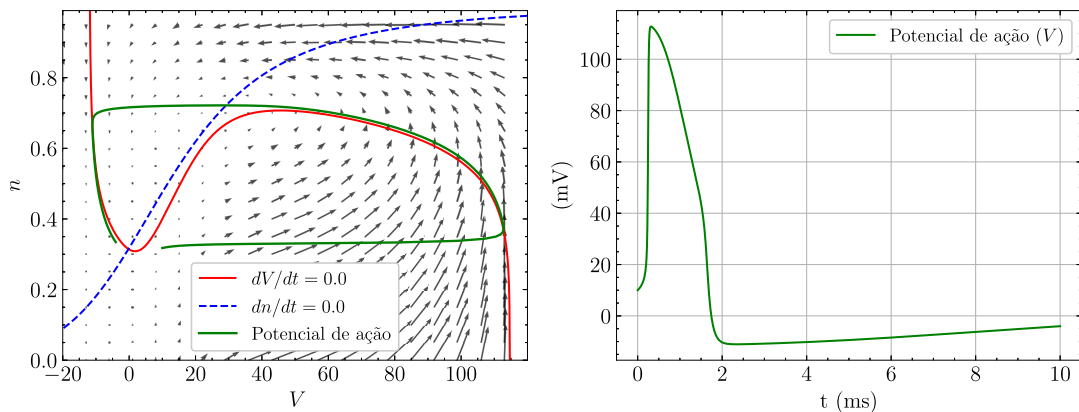 0.8
0.6
0.4
0.2
0.0
n
−20 0 20 40 60 80 100
V
dV/dt = 0.0
dn/dt = 0.0
Potencial de ação
100
80
60
40
20
0
(mV)
0 2 4 6 8 10
t (ms)
Potencial de ação (V)